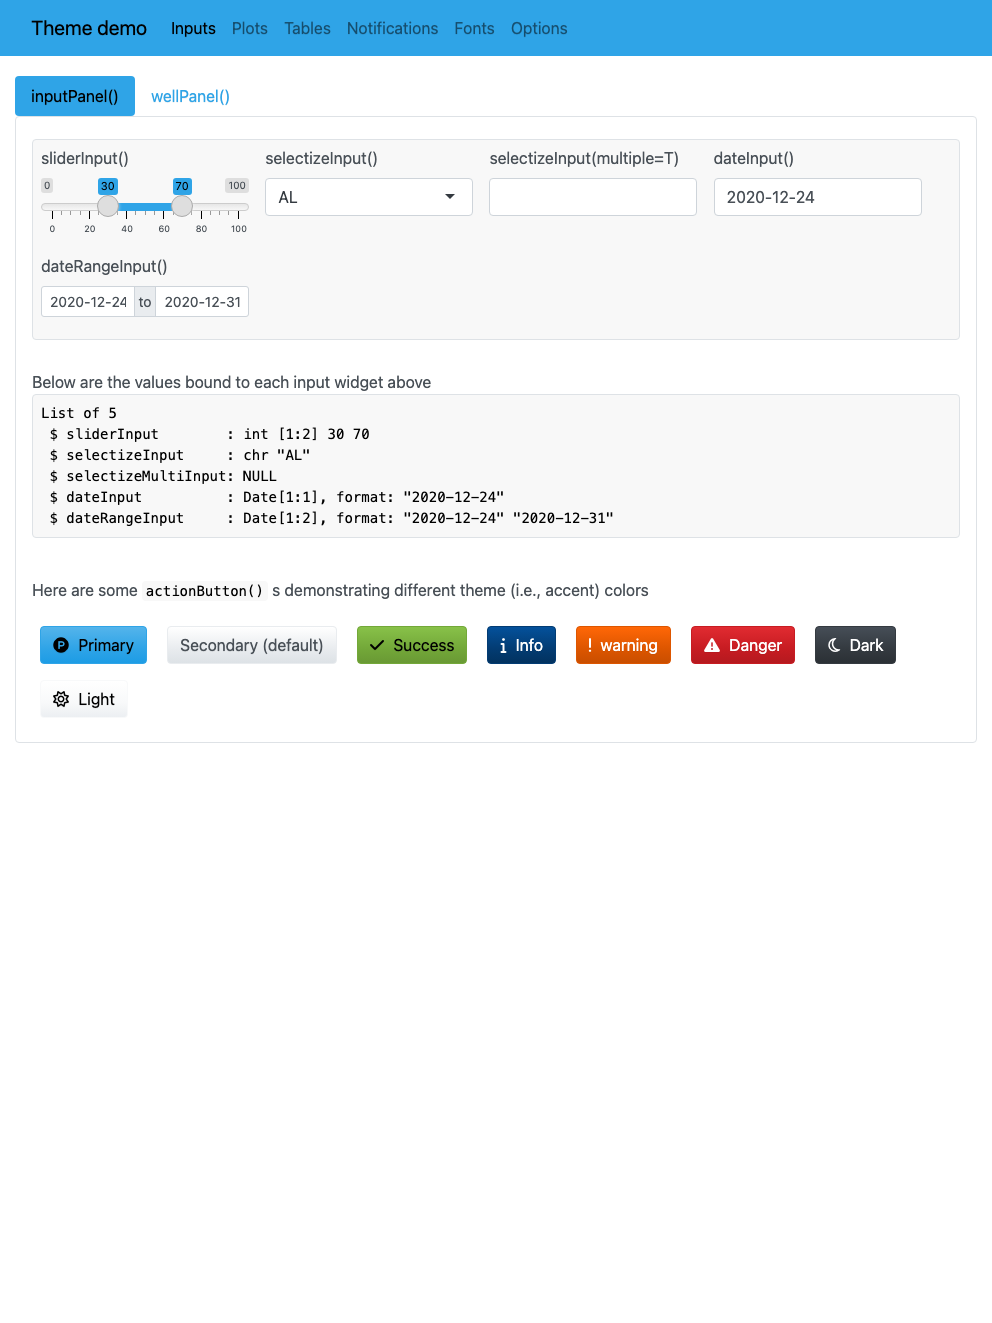 Theme demo Inputs Plots Tables Notifications Fonts Options
inputPanel() wellPanel()
sliderInput() selectizeInput() selectizeInput(multiple=T) dateInput()
0 30 70 100
AL 2020-12-24
0 20 40 60 80 100
dateRangeInput()
2020-12-24 to 2020-12-31
Below are the values bound to each input widget above
List of 5
 $ sliderInput        : int [1:2] 30 70
 $ selectizeInput     : chr "AL"
 $ selectizeMultiInput: NULL
 $ dateInput          : Date[1:1], format: "2020-12-24"
 $ dateRangeInput     : Date[1:2], format: "2020-12-24" "2020-12-31"
Here are some actionButton() s demonstrating different theme (i.e., accent) colors
Primary Secondary (default) Success Info ! warning Danger Dark
Light